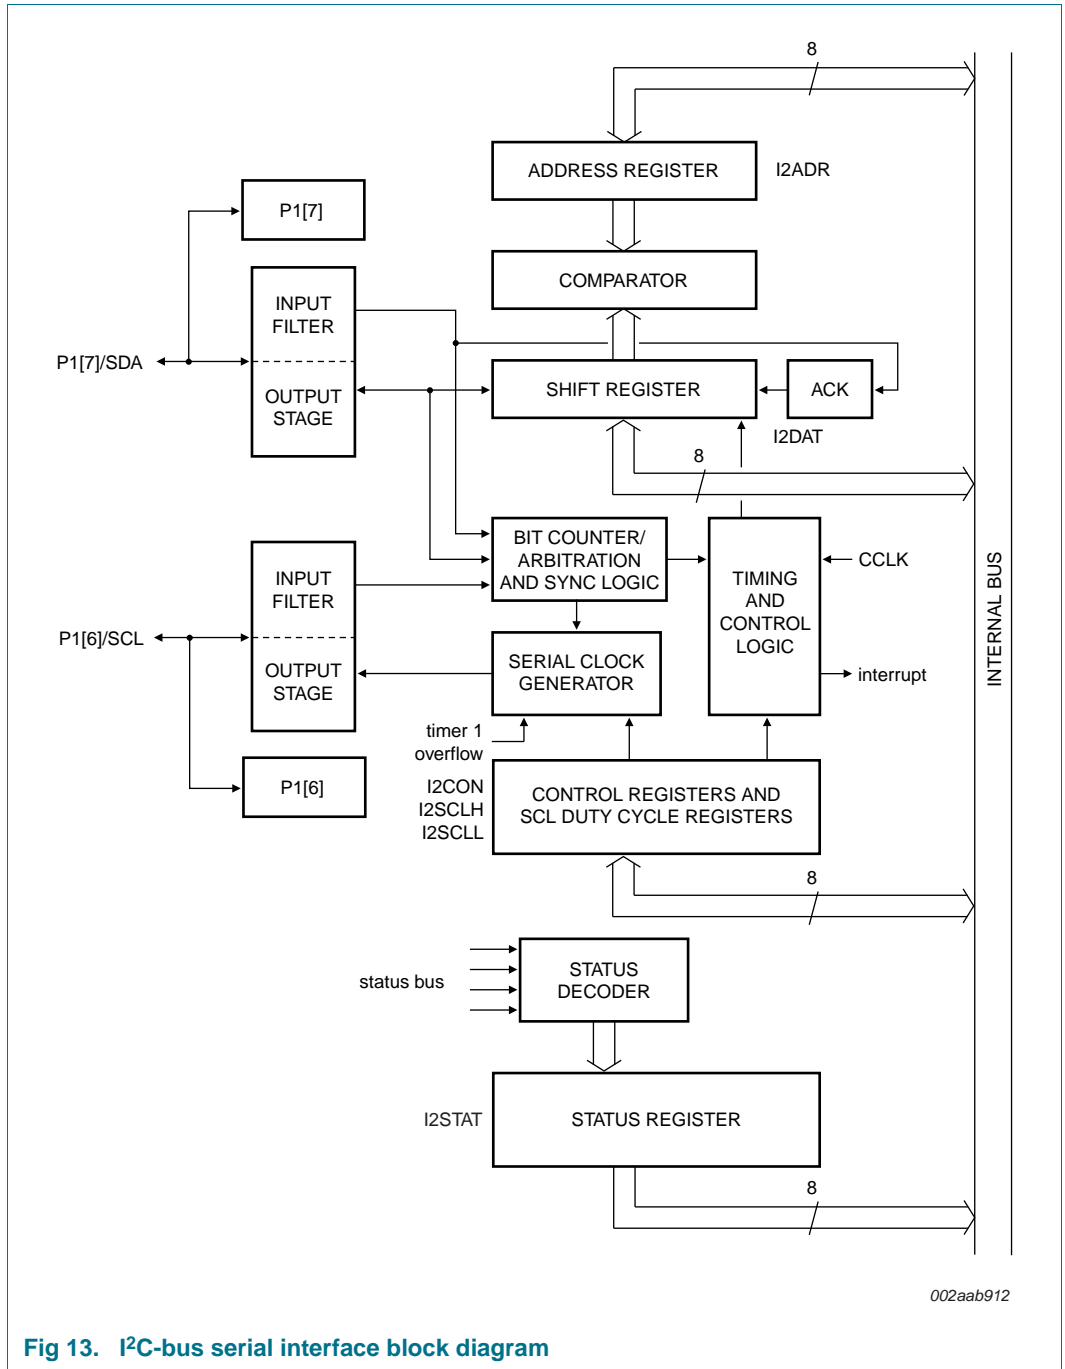 8
ADDRESS REGISTER
I2ADR
P1[7]
COMPARATOR
INPUT
FILTER
P1[7]/SDA
OUTPUT
STAGE
SHIFT REGISTER
ACK
I2DAT
8
BIT COUNTER/
ARBITRATION
AND SYNC LOGIC
INPUT
FILTER
TIMING
AND
CONTROL
LOGIC
CCLK
INTERNAL BUS
P1[6]/SCL
OUTPUT
STAGE
SERIAL CLOCK
GENERATOR
interrupt
timer 1
overflow
P1[6]
I2CON
I2SCLH
I2SCLL
CONTROL REGISTERS AND
SCL DUTY CYCLE REGISTERS
8
status bus
STATUS
DECODER
I2STAT
STATUS REGISTER
8
002aab912
Fig 13. I2C-bus serial interface block diagram